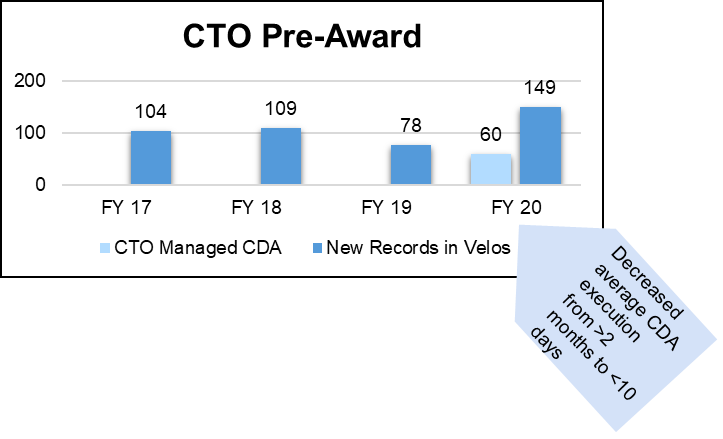 CTO Pre-Award
200
100
0
104
109
78
60
149
FY 17
FY 18
FY 19
FY 20
CTO Managed CDA
New Records in Velos
Decreased
average CDA
execution
from >2
months to <10
days